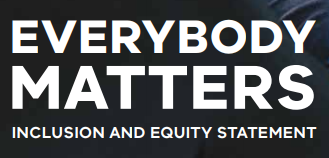 EVERYBODY
MATTERS
INCLUSION AND EQUITY STATEMENT